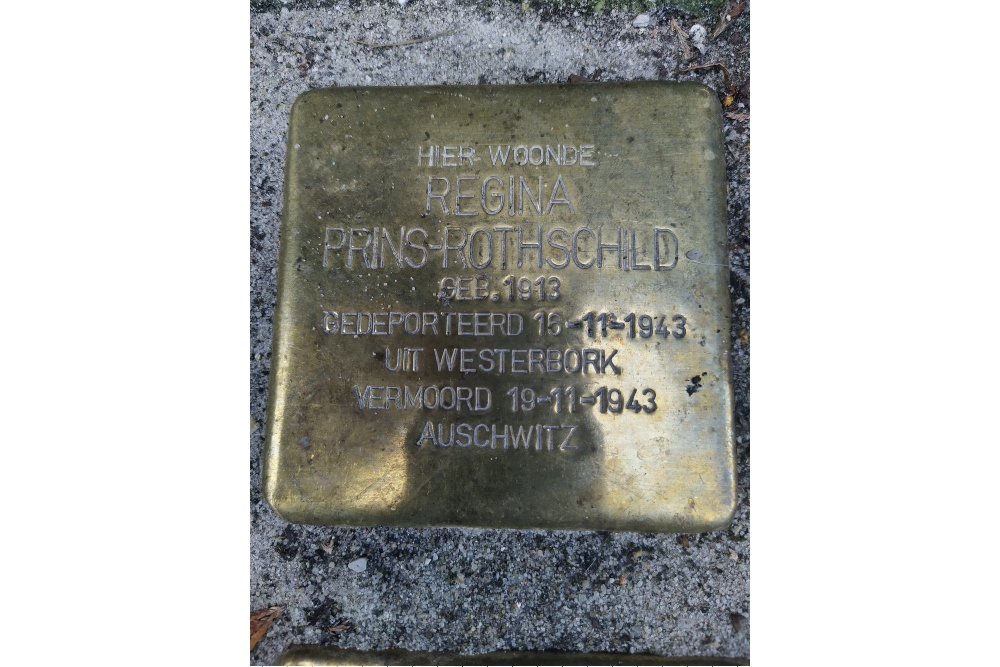 HIER WOONDE
REGINA
PRINS-ROTHSCHILD
GEB. 1913
GEDEPORTEERD 16-11-1943
UIT WESTERBORK
VERMOORD 19-11-1943
AUSCHWITZ